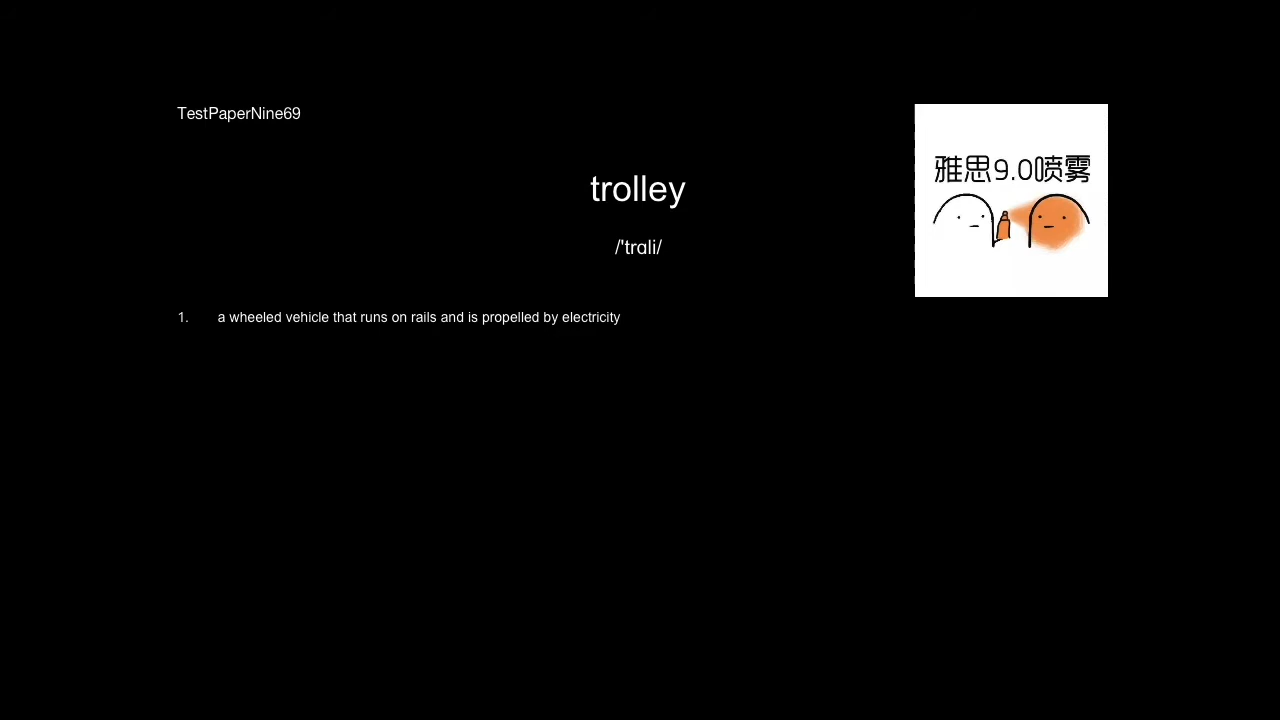 TestPaperNine69
雅思9.0喷雾
trolley
/'trɑli/
1. a wheeled vehicle that runs on rails and is propelled by electricity